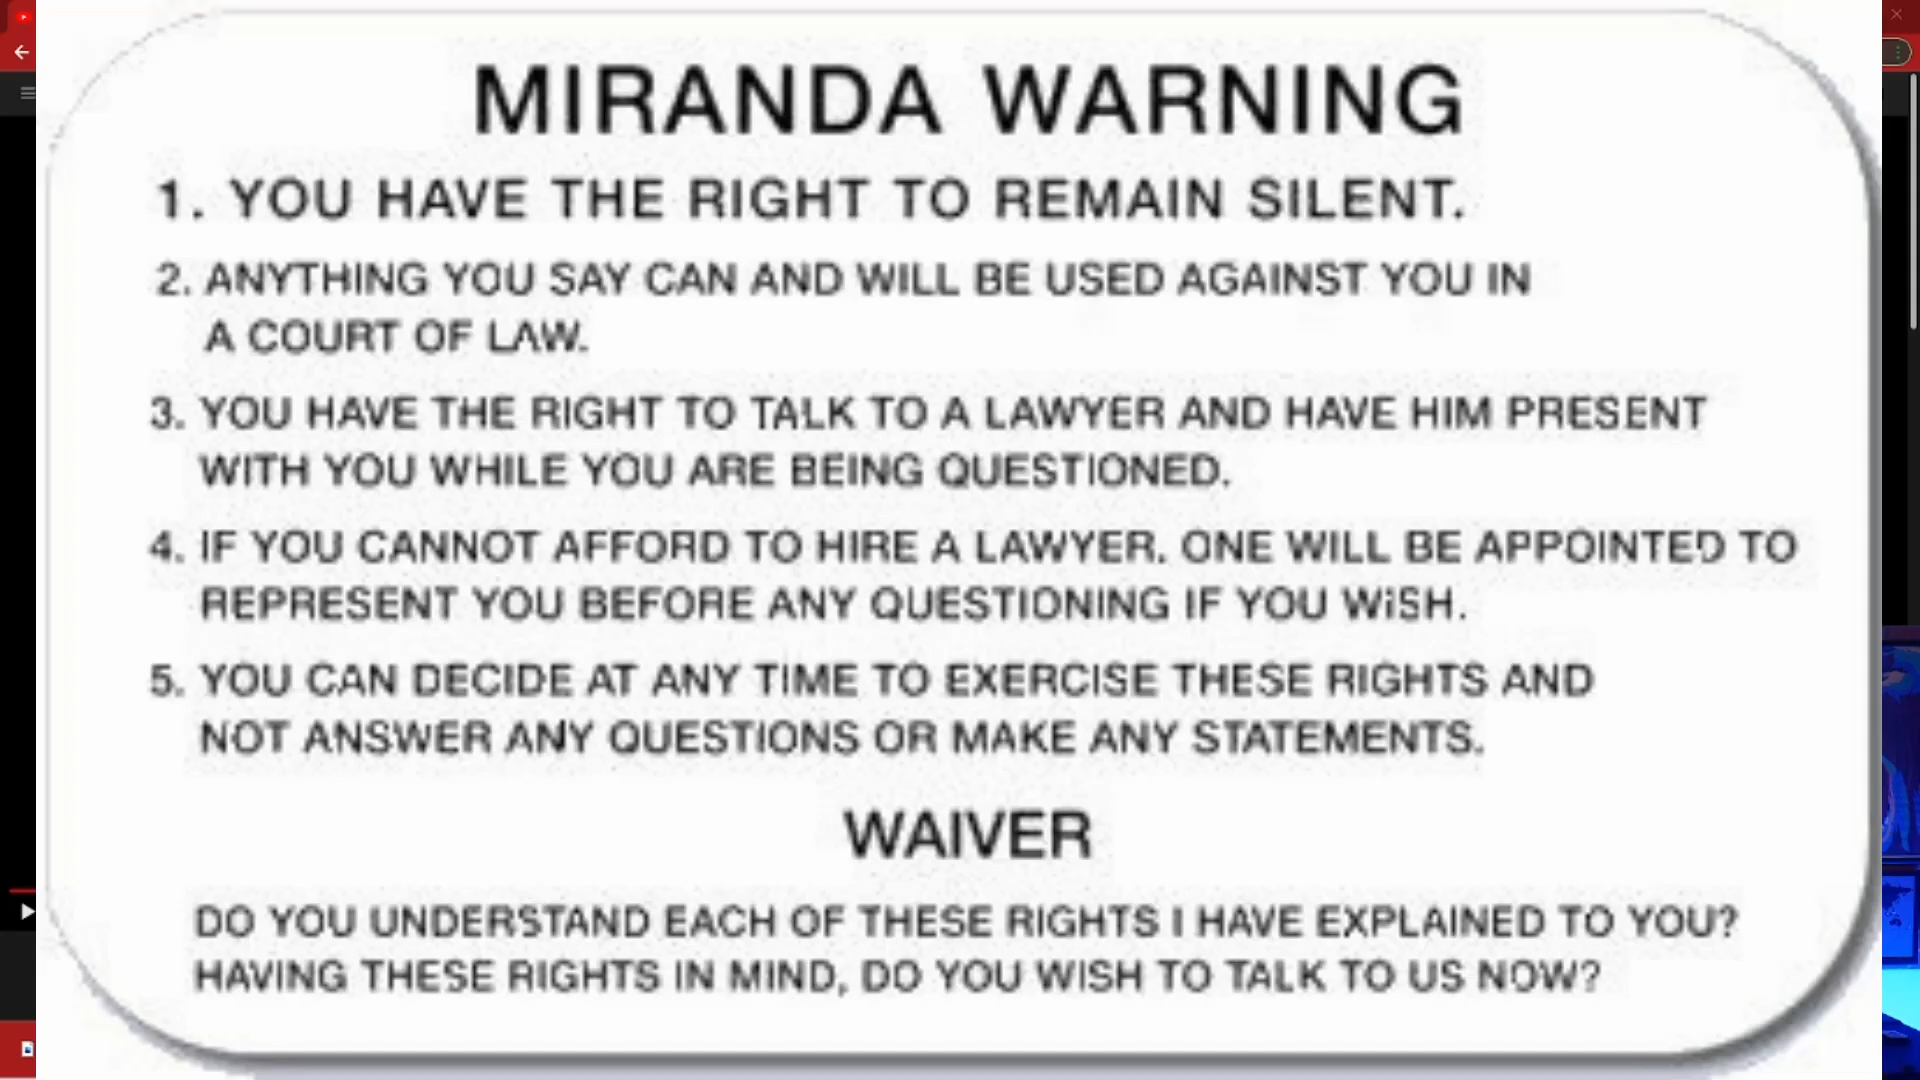 MIRANDA WARNING
1. YOU HAVE THE RIGHT TO REMAIN SILENT.
2. ANYTHING YOU SAY CAN AND WILL BE USED AGAINST YOU IN
A COURT OF LAW.
3. YOU HAVE THE RIGHT TO TALK TO A LAWYER AND HAVE HIM PRESENT
WITH YOU WHILE YOU ARE BEING QUESTIONED.
4. IF YOU CANNOT AFFORD TO HIRE A LAWYER. ONE WILL BE APPOINTED TO
REPRESENT YOU BEFORE ANY QUESTIONING IF YOU WiSH.
5. YOU CAN DECIDE AT ANY TIME TO EXERCISE THESE RIGHTS AND
NOT ANSWER ANY QUESTIONS OR MAKE ANY STATEMENTS.
WAIVER
DO YOU UNDERSTAND EACH OF THESE RIGHTS I HAVE EXPLAINED TO YOU?
HAVING THESE RIGHTS IN MIND, DO YOU WISH TO TALK TO US NOW?